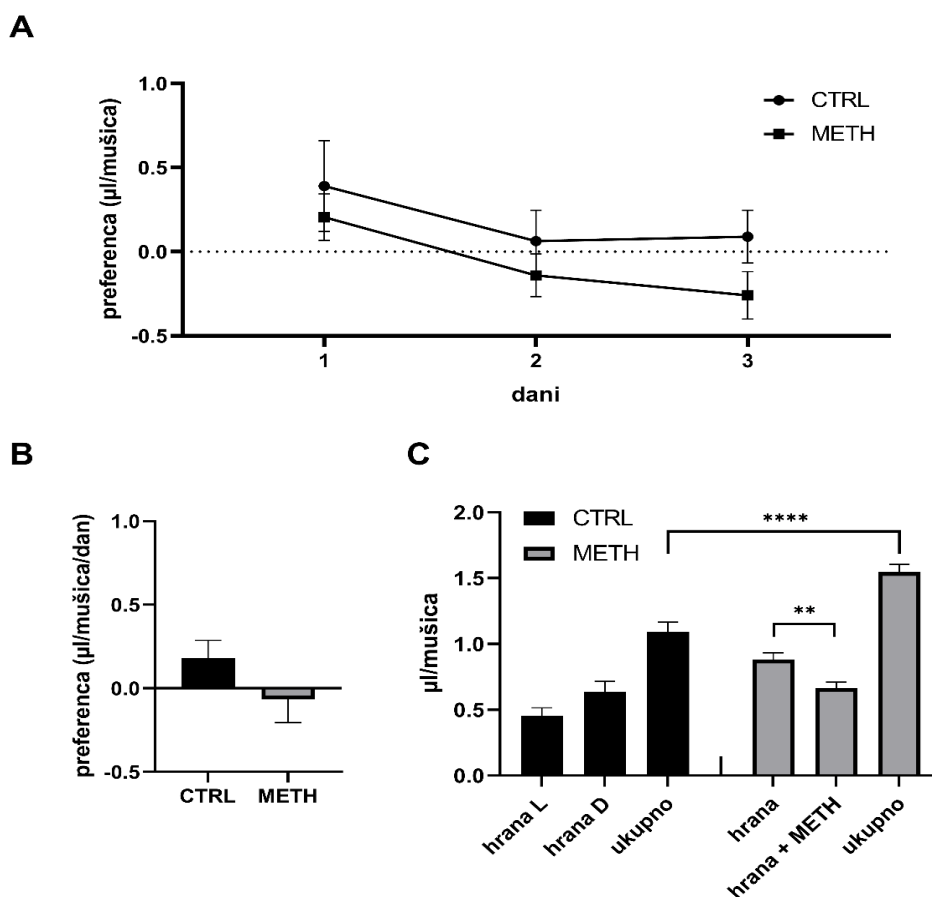 A
1.0
0.5
0.0
-0.5
preferenca (µl/mušica)
CTRL
METH
1 2 3
dani
B
1.0
0.5
0.0
-0.5
preferenca (µl/mušica/dan)
CTRL METH
C
2.0
1.5
1.0
0.5
0.0
µl/mušica
CTRL
METH
****
**
hrana L
hrana D
ukupno
hrana
hrana + METH
ukupno